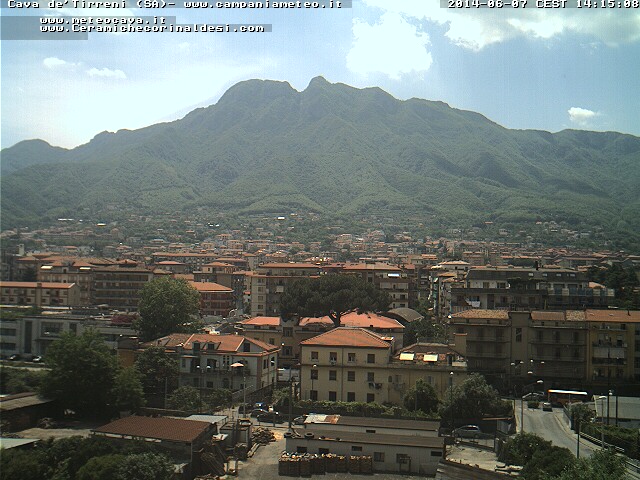 Cava de'Tirreni (SA)- www.campaniameteo.it 2014-06-07 CEST 14:15:08
www.meteocava.it
www.Ceramichecorinaldesi.com